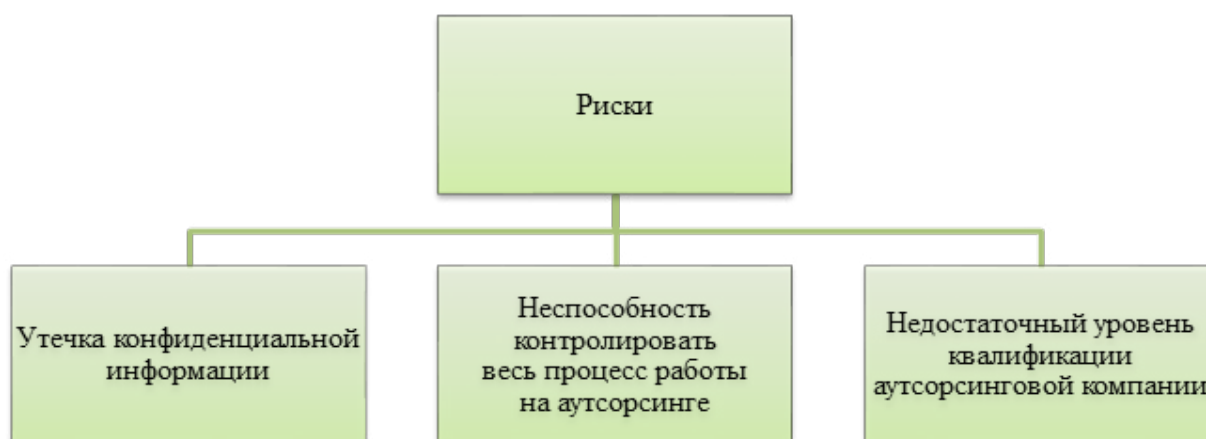 Риски
Утечка конфиденциальной
информации
Неспособность
контролировать
весь процесс работы
на аутсорсинге
Недостаточный уровень
квалификации
аутсорсинговой компании